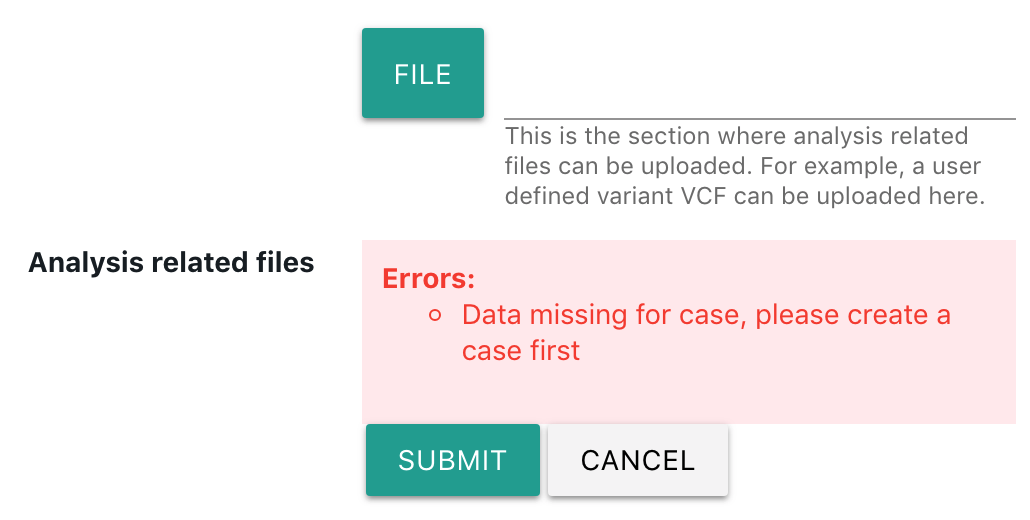 FILE
This is the section where analysis related
files can be uploaded. For example, a user
defined variant VCF can be uploaded here.
Analysis related files
Errors:
Data missing for case, please create a
case first
SUBMIT
CANCEL